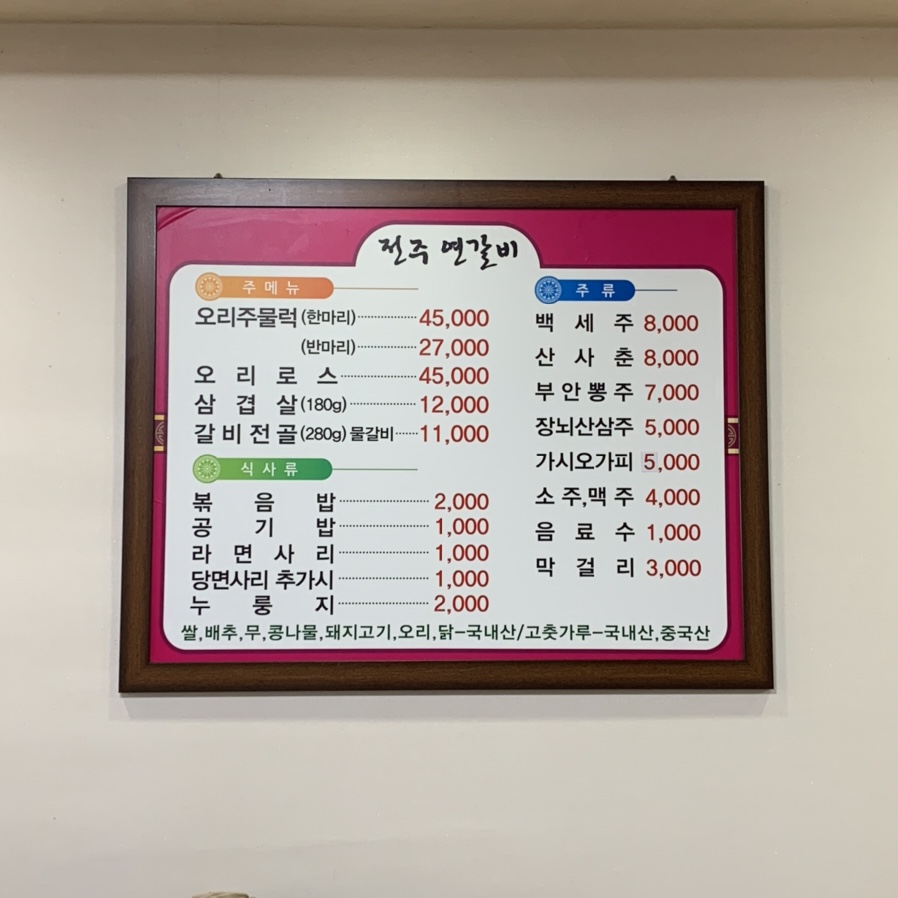 전주 연갈비
주메뉴
오리주물럭 (한마리) 45,000
(반마리) 27,000
오리로스 45,000
삼겹살 (180g) 12,000
갈비전골 (280g) 물갈비 11,000
식사류
볶음밥 2,000
공기밥 1,000
라면사리 1,000
당면사리 추가시 1,000
누룽지 2,000
주류
백세주 8,000
산사춘 8,000
부안뽕주 7,000
장뇌산삼주 5,000
가시오가피 5,000
소주,맥주 4,000
음료수 1,000
막걸리 3,000
쌀,배추,무,콩나물,돼지고기,오리,닭-국내산/고춧가루-국내산,중국산